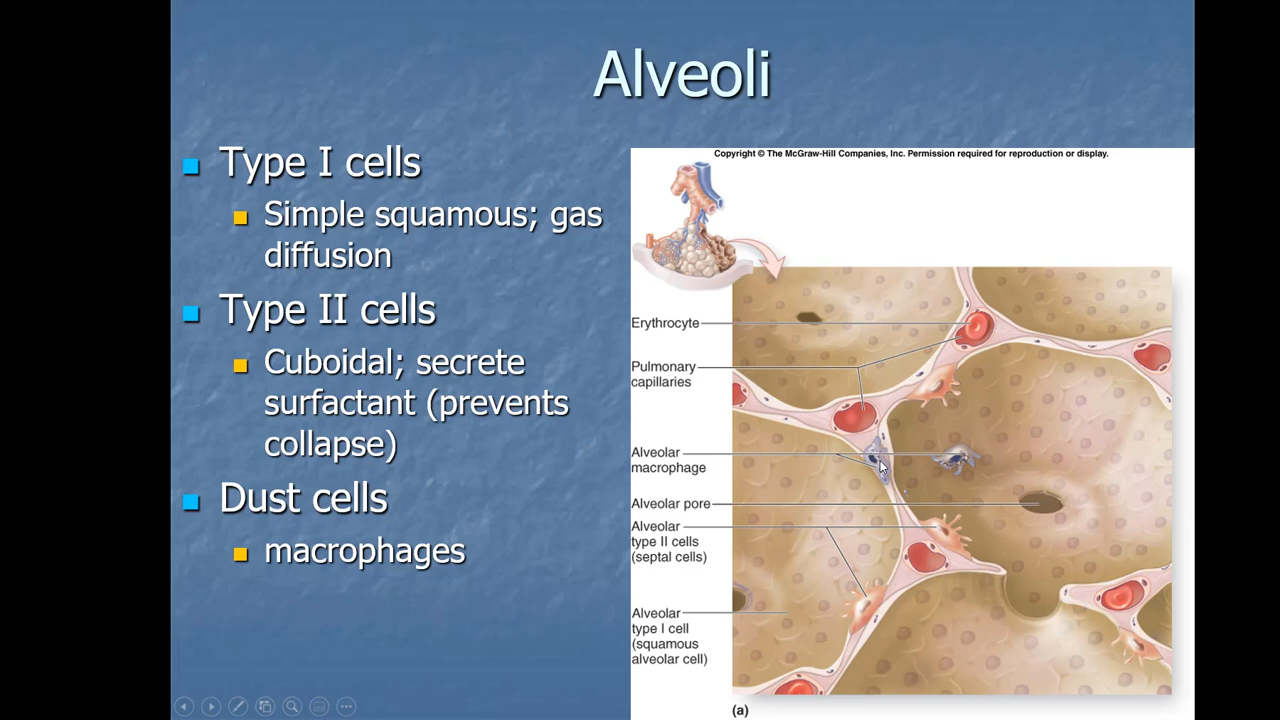 Alveoli
Type I cells
Simple squamous; gas
diffusion
Type II cells
Cuboidal; secrete
surfactant (prevents
collapse)
Dust cells
macrophages
Copyright © The McGraw-Hill Companies, Inc. Permission required for reproduction or display.
Erythrocyte
Pulmonary
capillaries
Alveolar
macrophage
Alveolar pore
Alveolar
type II cells
(septal cells)
Alveolar
type I cell
(squamous
alveolar cell)
(a)